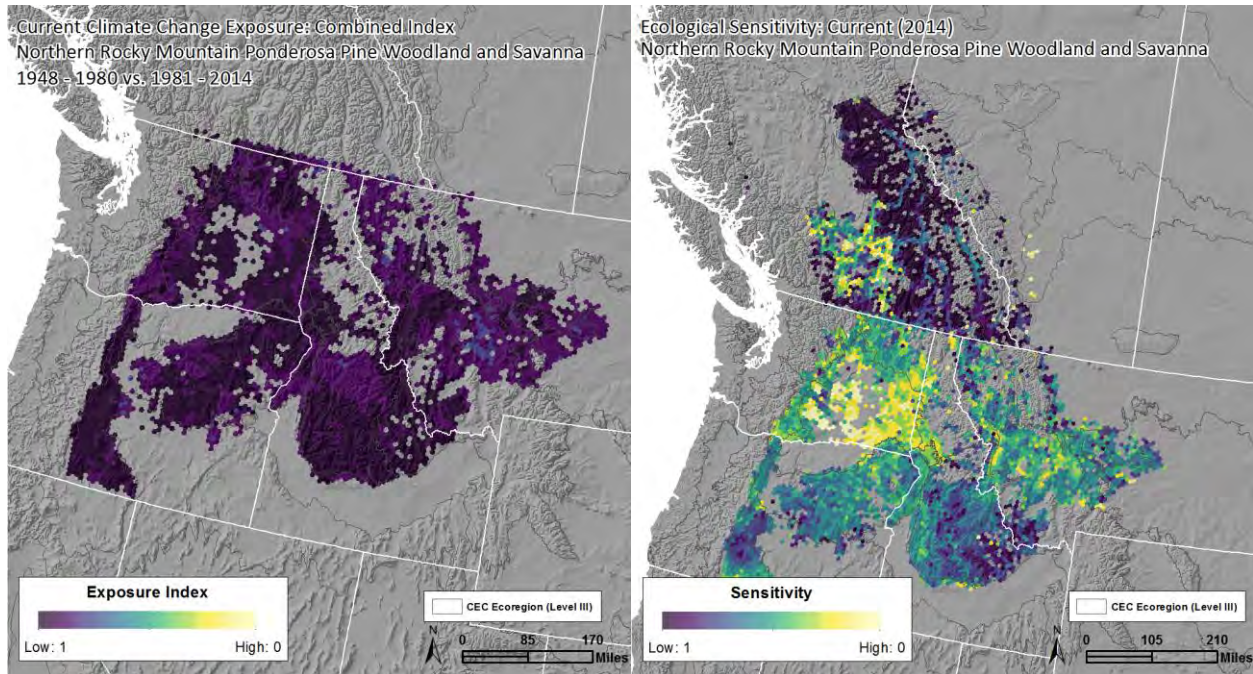 Current Climate Change Exposure: Combined Index
Northern Rocky Mountain Ponderosa Pine Woodland and Savanna
1948 - 1980 vs. 1981 - 2014
Exposure Index
Low: 1
High: 0
CEC Ecoregion (Level III)
N
0 85 170
Miles
Ecological Sensitivity: Current (2014)
Northern Rocky Mountain Ponderosa Pine Woodland and Savanna
Sensitivity
Low: 1
High: 0
CEC Ecoregion (Level III)
N
0 105 210
Miles